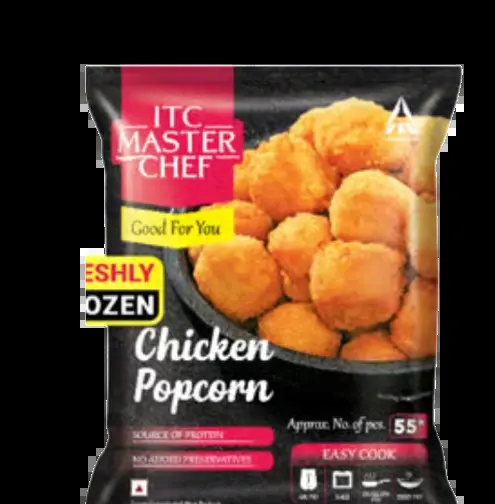 ITC
MASTER
CHEF
Good For You
ESHLY
OZEN
Chicken
Popcorn
Approx. No. of pcs. 55*
SOURCE OF PROTEIN
NO ADDED PRESERVATIVES
EASY COOK